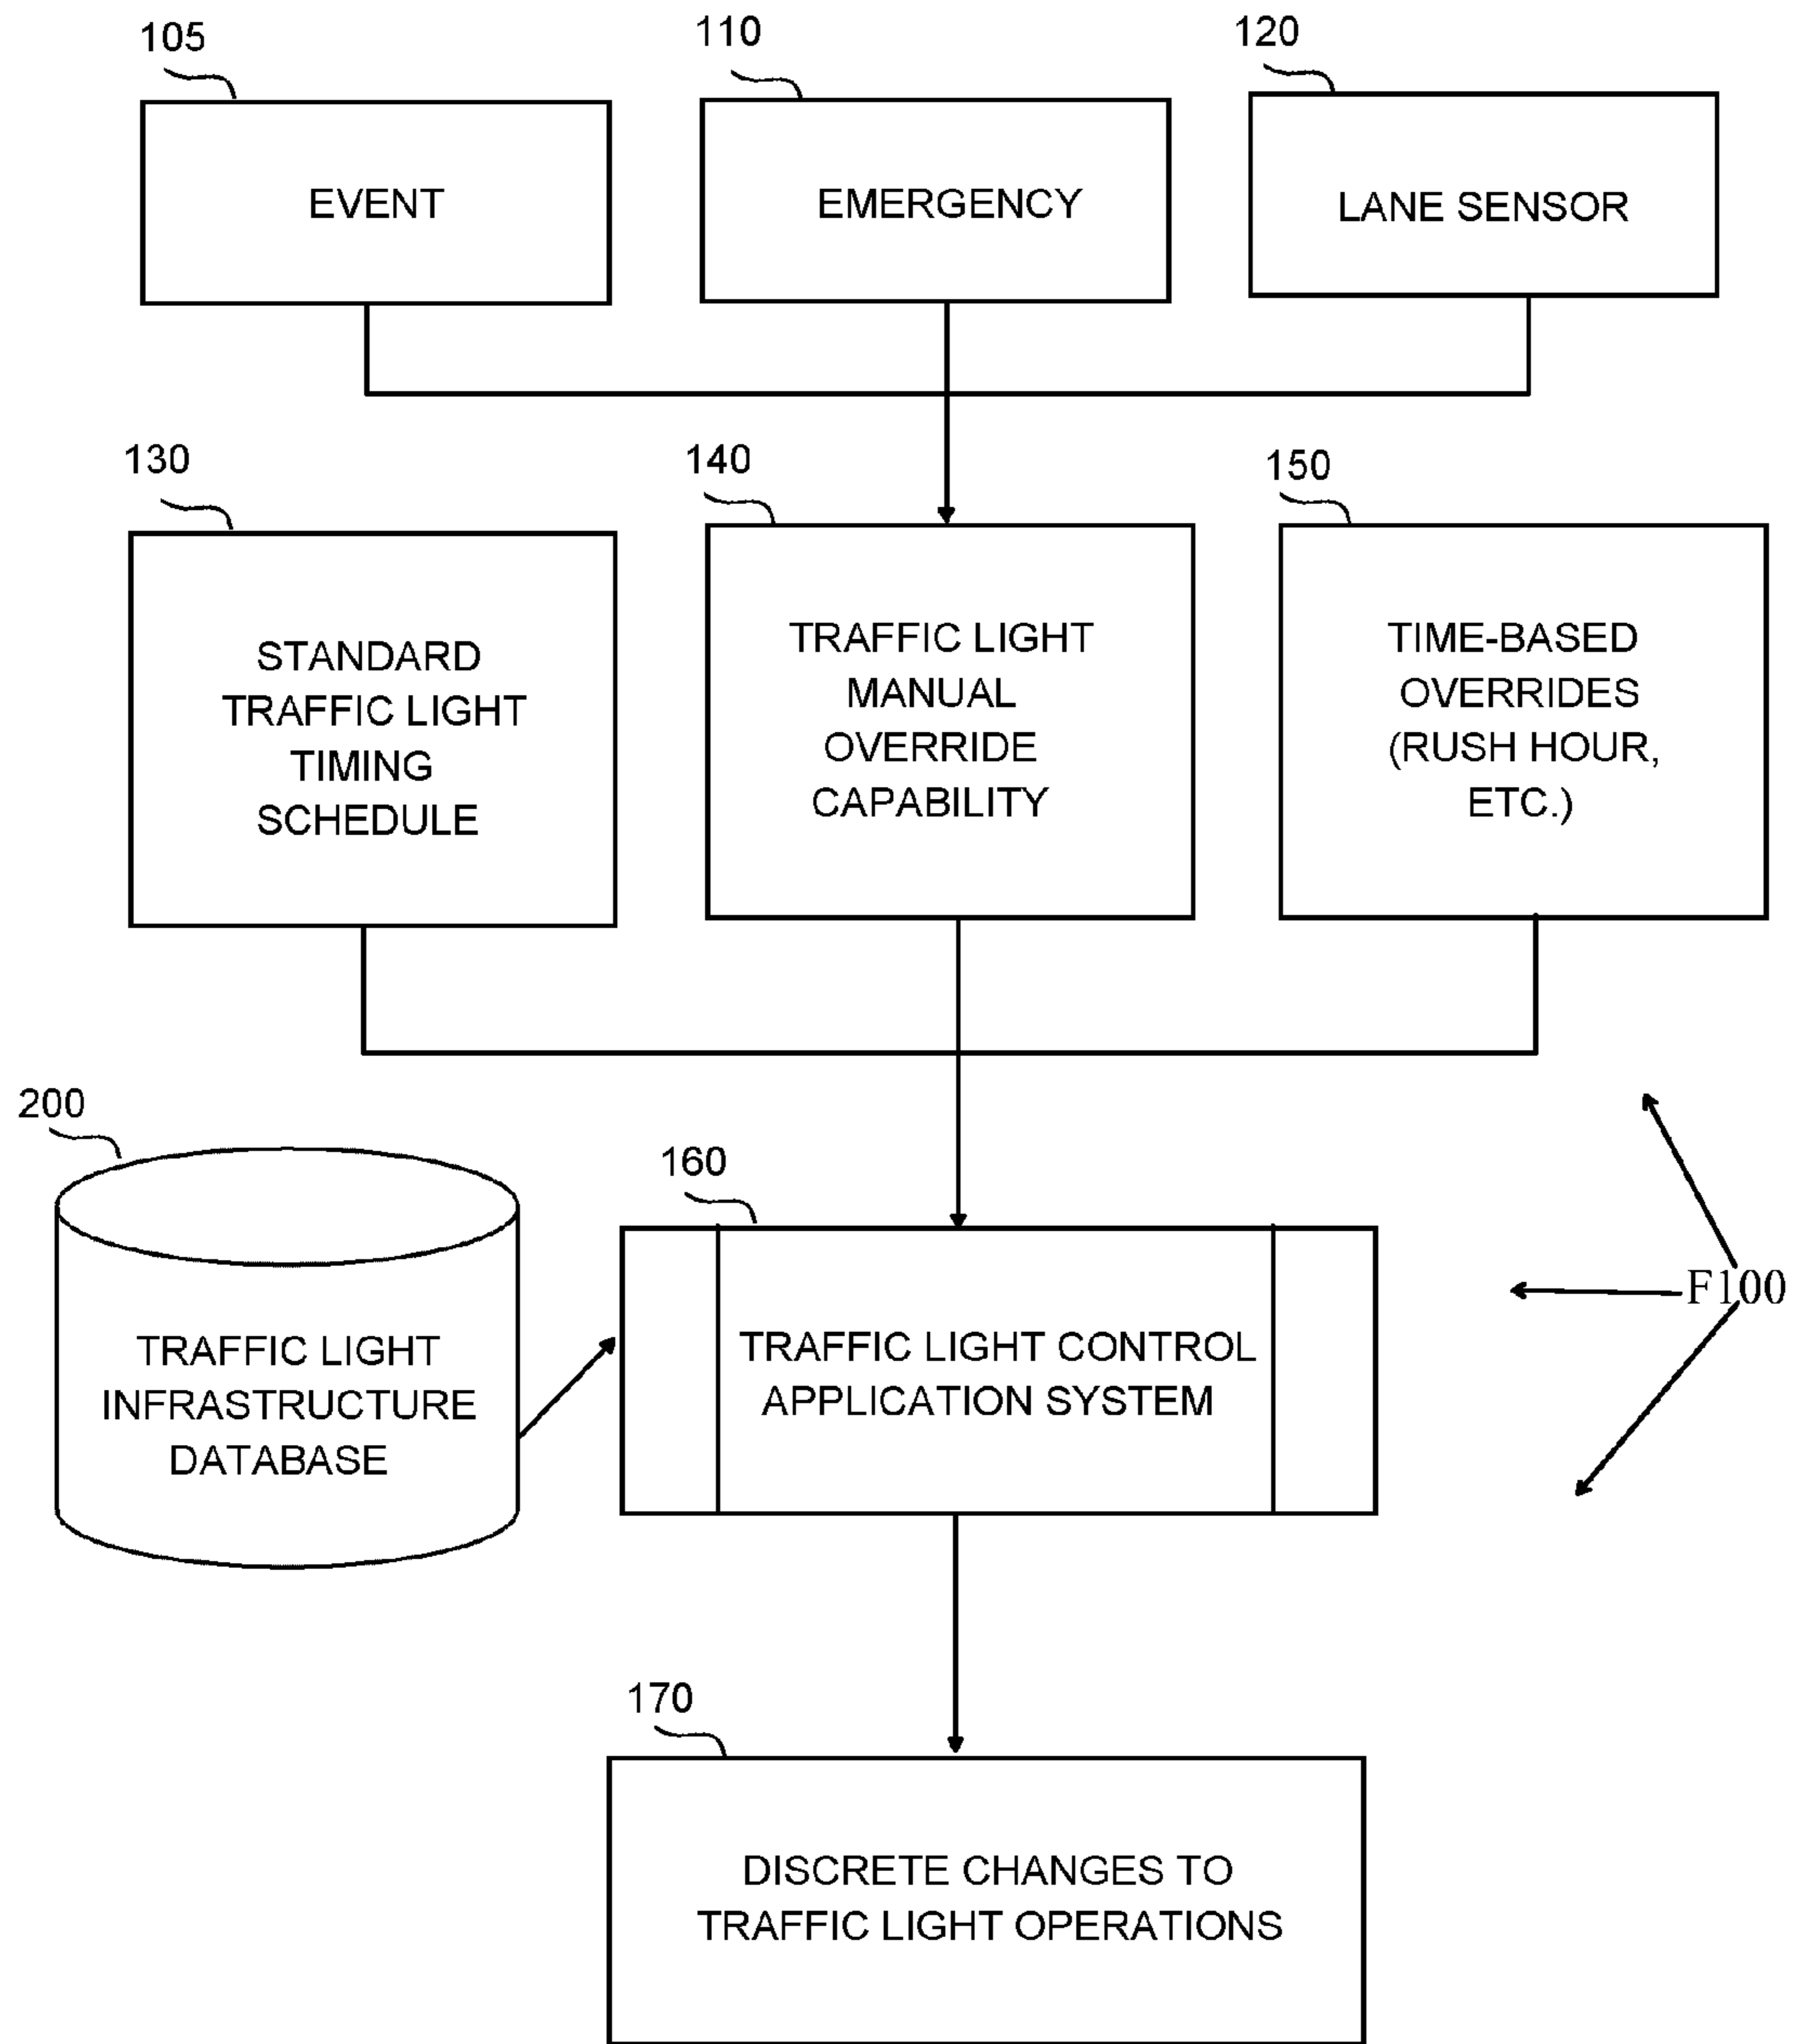 105
110
120
EVENT
EMERGENCY
LANE SENSOR
130
140
150
STANDARD
TRAFFIC LIGHT
TIMING
SCHEDULE
TRAFFIC LIGHT
MANUAL
OVERRIDE
CAPABILITY
TIME-BASED
OVERRIDES
(RUSH HOUR,
ETC.)
200
160
F100
TRAFFIC LIGHT
INFRASTRUCTURE
DATABASE
TRAFFIC LIGHT CONTROL
APPLICATION SYSTEM
170
DISCRETE CHANGES TO
TRAFFIC LIGHT OPERATIONS